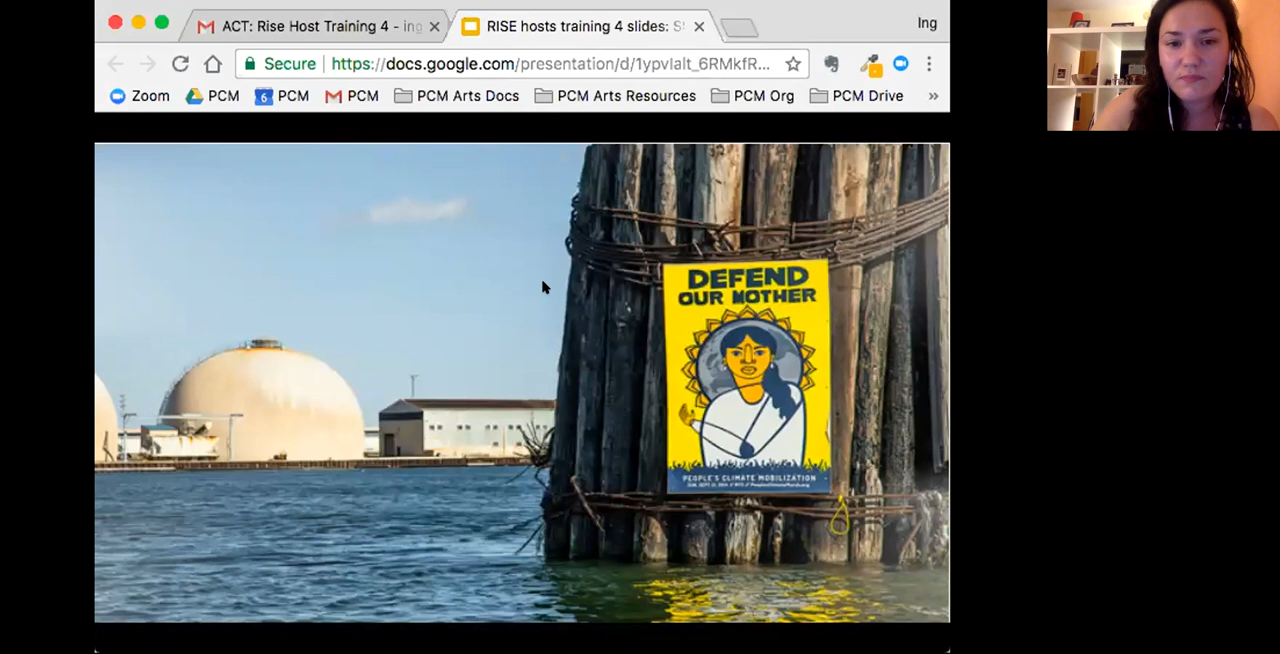 ACT: Rise Host Training 4 - ing
RISE hosts training 4 slides: S
Ing
Secure
https://docs.google.com/presentation/d/1ypvlalt_6RMkfR...
Zoom
PCM
6
PCM
PCM
PCM Arts Docs
PCM Arts Resources
PCM Org
PCM Drive
»
DEFEND
OUR MOTHER
PEOPLE'S CLIMATE MOBILIZATION